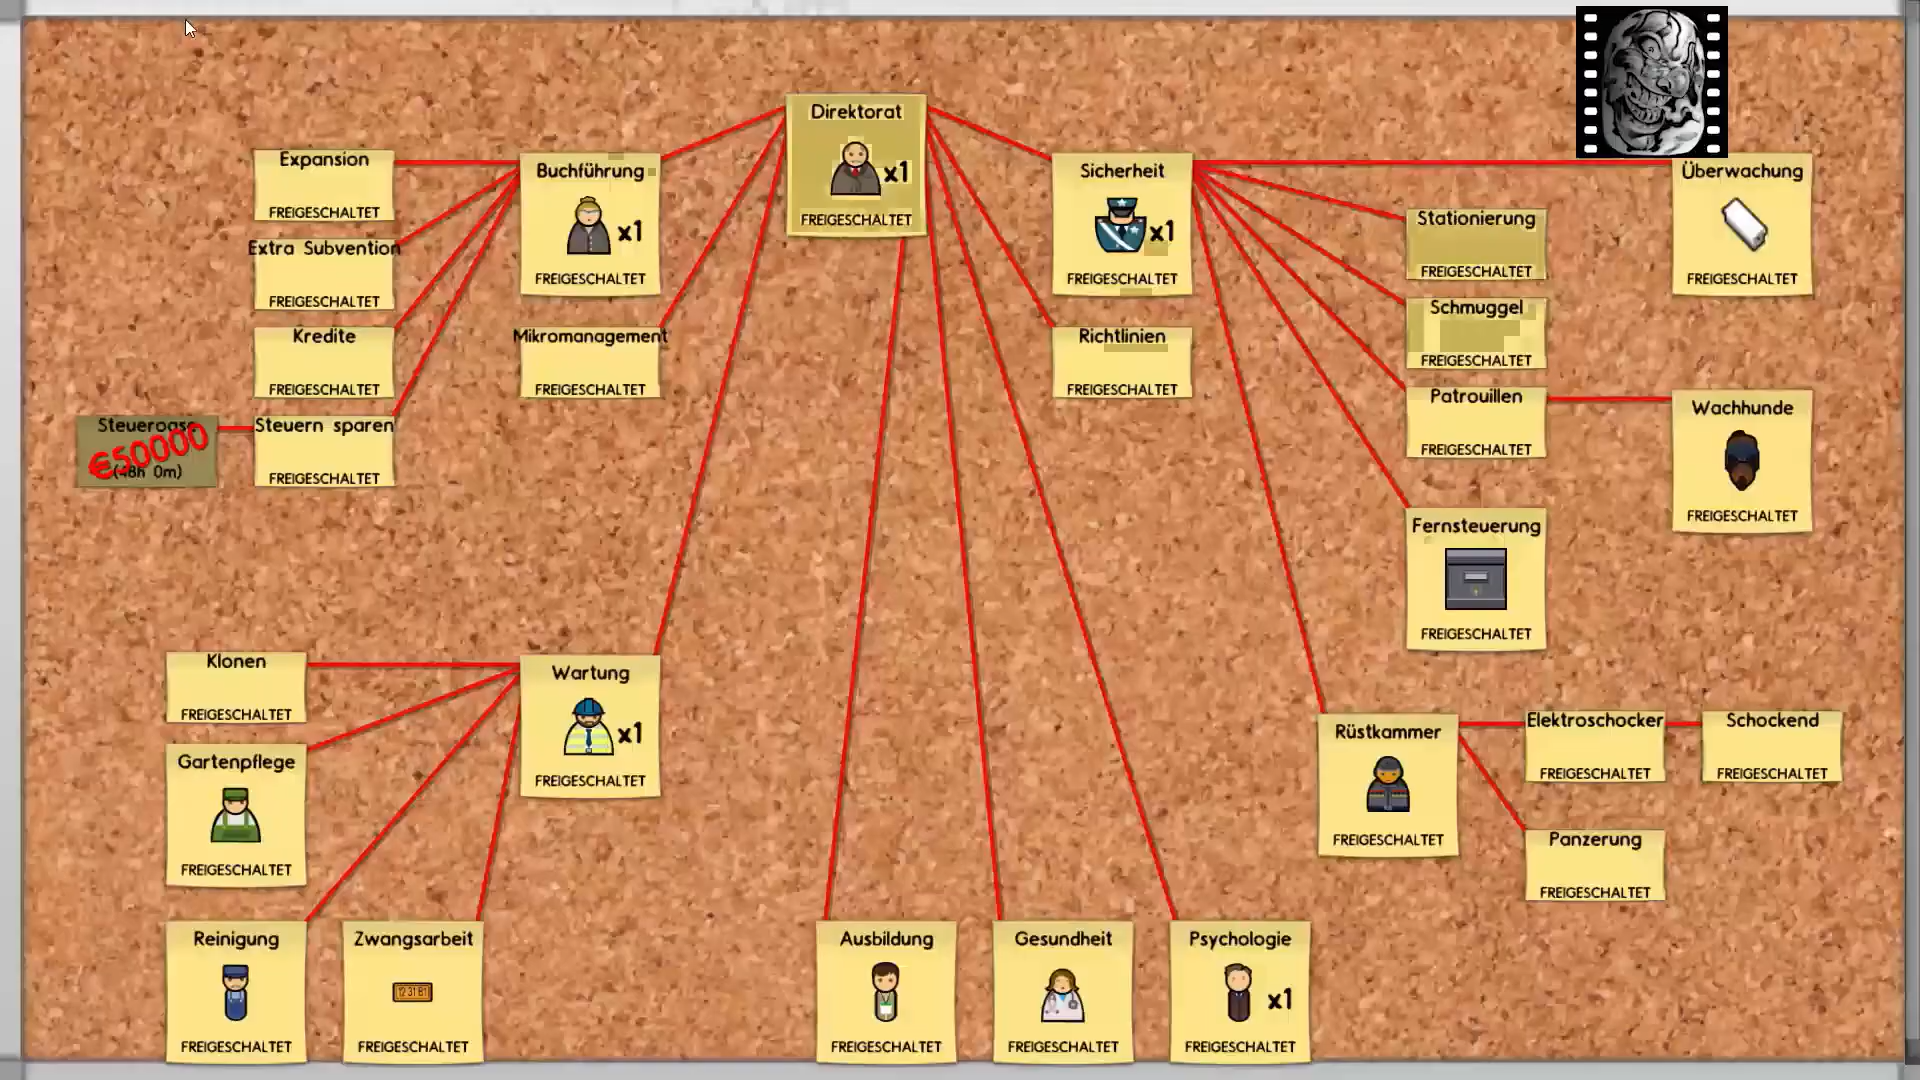 Direktorat
x1
FREIGESCHALTET
Expansion
FREIGESCHALTET
Buchführung
x1
FREIGESCHALTET
Sicherheit
x1
FREIGESCHALTET
Überwachung
FREIGESCHALTET
Extra Subvention
FREIGESCHALTET
Stationierung
FREIGESCHALTET
Schmuggel
FREIGESCHALTET
Kredite
FREIGESCHALTET
Mikromanagement
FREIGESCHALTET
Richtlinien
FREIGESCHALTET
Patrouillen
FREIGESCHALTET
Wachhunde
FREIGESCHALTET
€50000
(48h 0m)
Steuern sparen
FREIGESCHALTET
Fernsteuerung
FREIGESCHALTET
Klonen
FREIGESCHALTET
Wartung
x1
FREIGESCHALTET
Gartenpflege
FREIGESCHALTET
Rüstkammer
FREIGESCHALTET
Elektroschocker
FREIGESCHALTET
Schockend
FREIGESCHALTET
Panzerung
FREIGESCHALTET
Reinigung
FREIGESCHALTET
Zwangsarbeit
FREIGESCHALTET
Ausbildung
FREIGESCHALTET
Gesundheit
FREIGESCHALTET
Psychologie
x1
FREIGESCHALTET